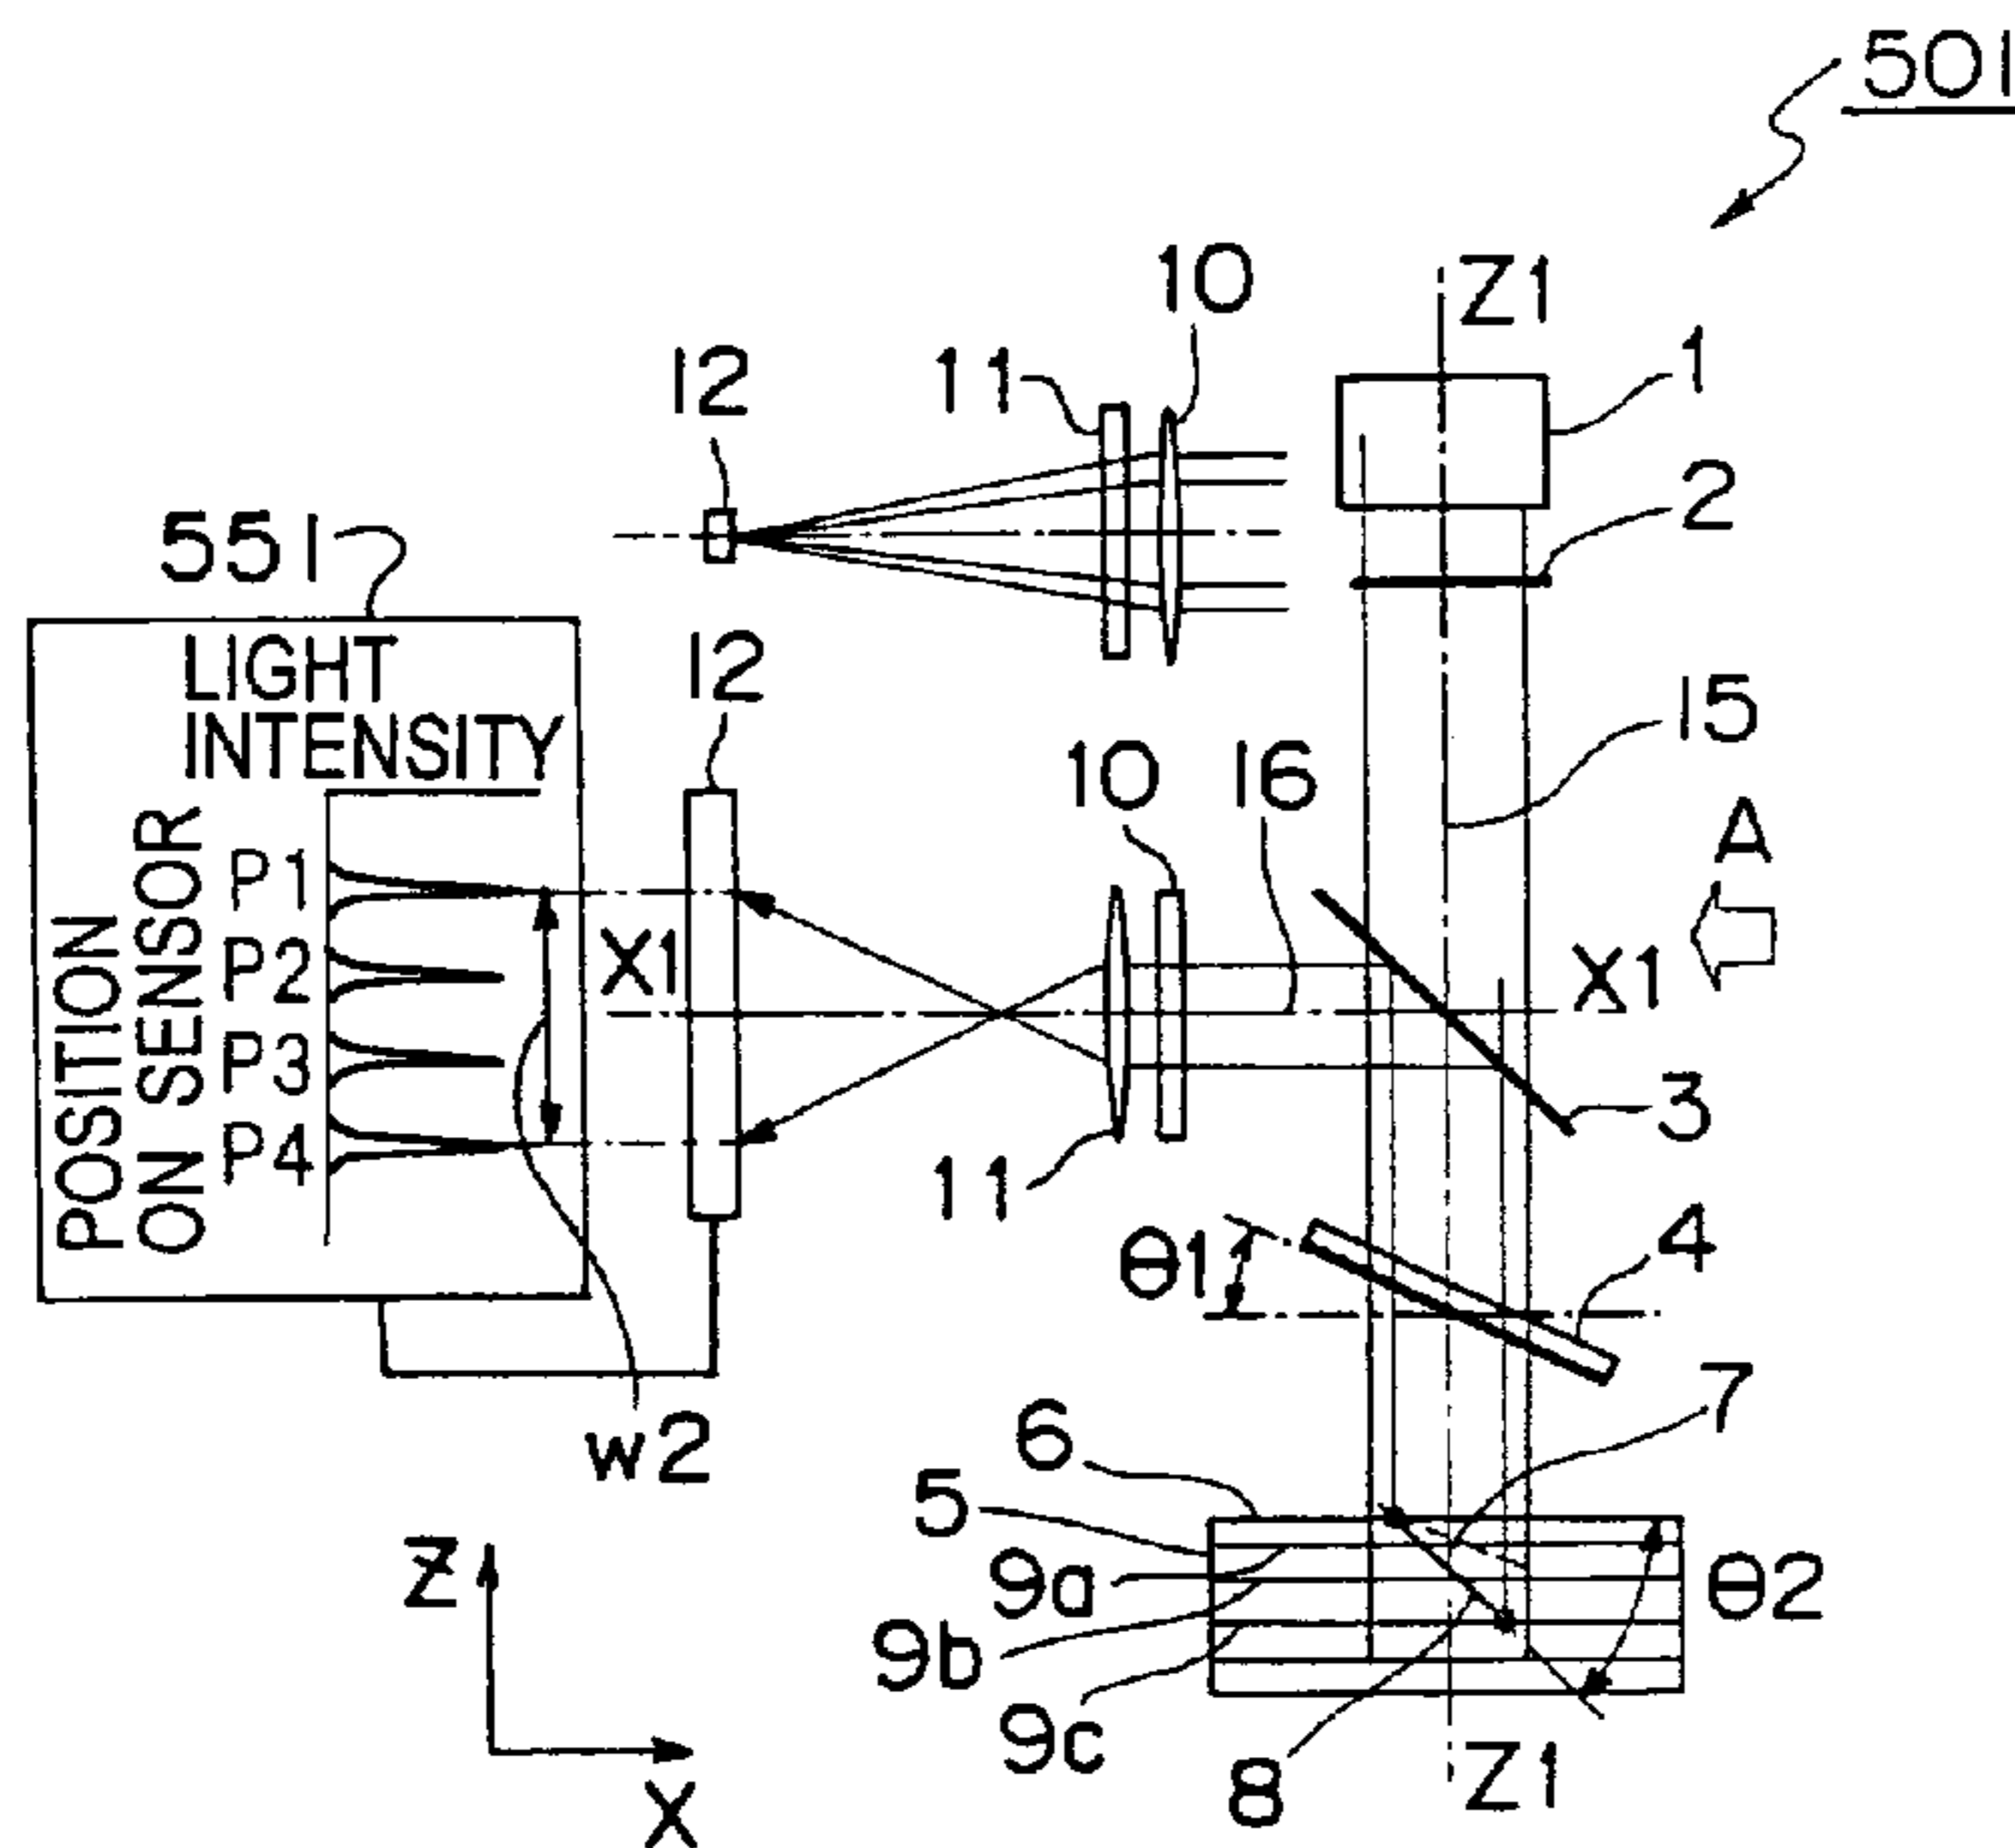 501
Z1
10
1
11
12
2
551
LIGHT
INTENSITY
12
15
10
16
A
POSITION
ON SENSOR
P1
X1
X1
P2
P3
3
P4
11
θ1
4
7
w2
6
5
Z
9a
θ2
9b
9c
8
Z1
X